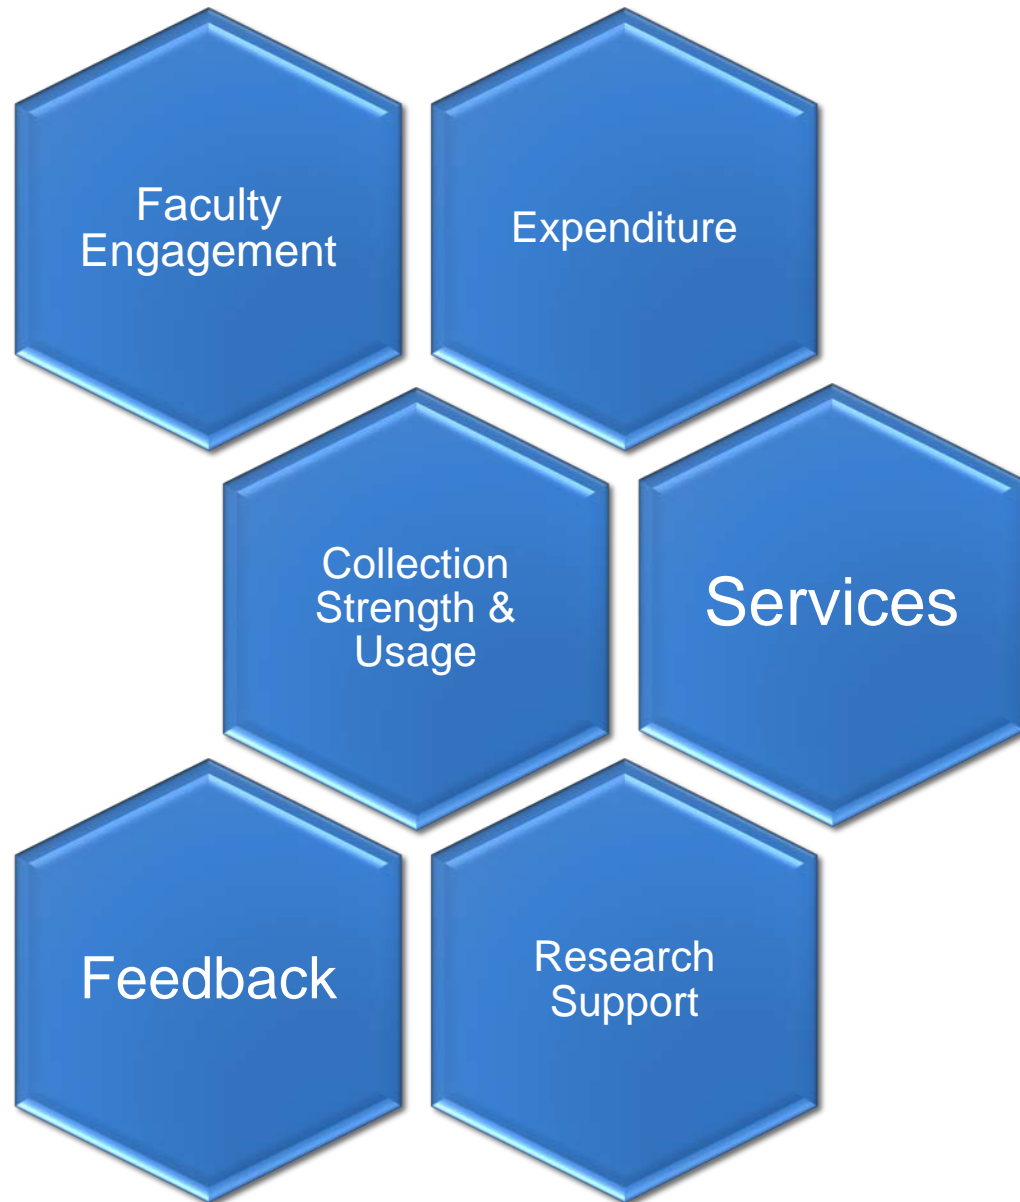 Faculty
Engagement
Expenditure
Collection
Strength &
Usage
Services
Feedback
Research
Support